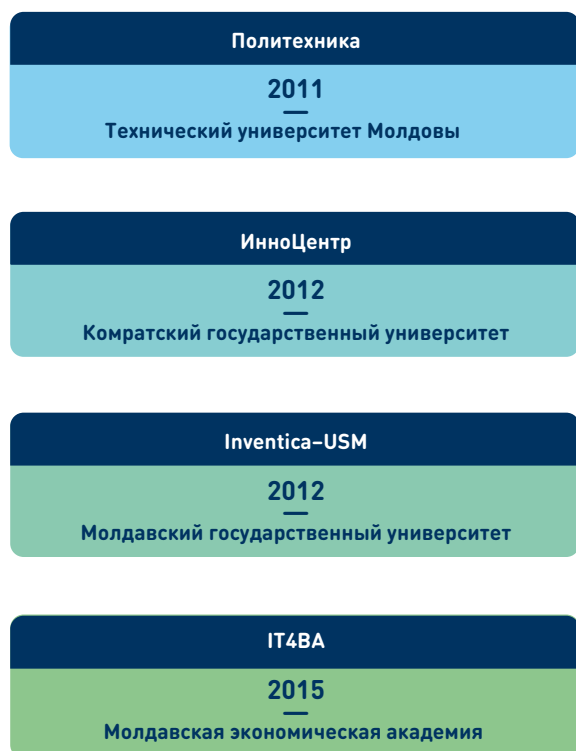 Политехника
2011
Технический университет Молдовы
ИнноЦентр
2012
Комратский государственный университет
Inventica–USM
2012
Молдавский государственный университет
IT4BA
2015
Молдавская экономическая академия